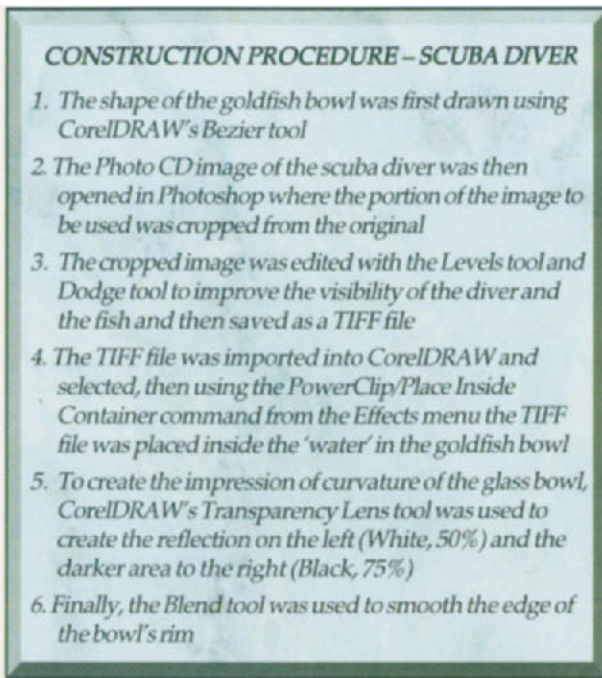 CONSTRUCTION PROCEDURE – SCUBA DIVER
1. The shape of the goldfish bowl was first drawn using
CorelDRAW's Bezier tool
2. The Photo CD image of the scuba diver was then
opened in Photoshop where the portion of the image to
be used was cropped from the original
3. The cropped image was edited with the Levels tool and
Dodge tool to improve the visibility of the diver and
the fish and then saved as a TIFF file
4. The TIFF file was imported into CorelDRAW and
selected, then using the PowerClip/Place Inside
Container command from the Effects menu the TIFF
file was placed inside the 'water' in the goldfish bowl
5. To create the impression of curvature of the glass bowl,
CorelDRAW's Transparency Lens tool was used to
create the reflection on the left (White, 50%) and the
darker area to the right (Black, 75%)
6. Finally, the Blend tool was used to smooth the edge of
the bowl's rim